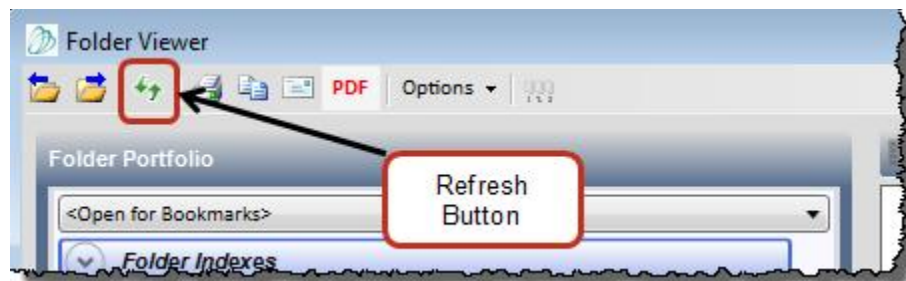 Folder Viewer
PDF Options
Folder Portfolio
Refresh
Button
<Open for Bookmarks>
Folder Indexes